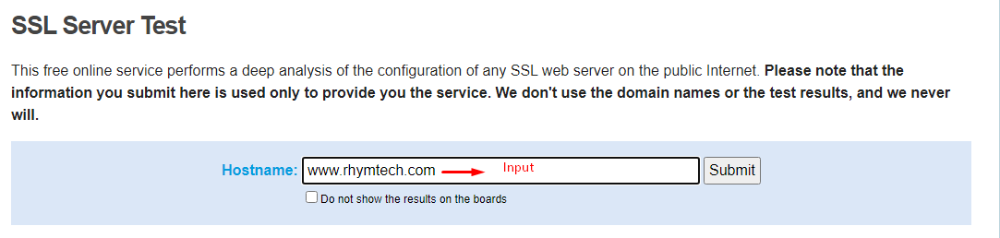 SSL Server Test
This free online service performs a deep analysis of the configuration of any SSL web server on the public Internet. Please note that the
information you submit here is used only to provide you the service. We don't use the domain names or the test results, and we never
will.
Hostname: www.rhymtech.com Input Submit
Do not show the results on the boards